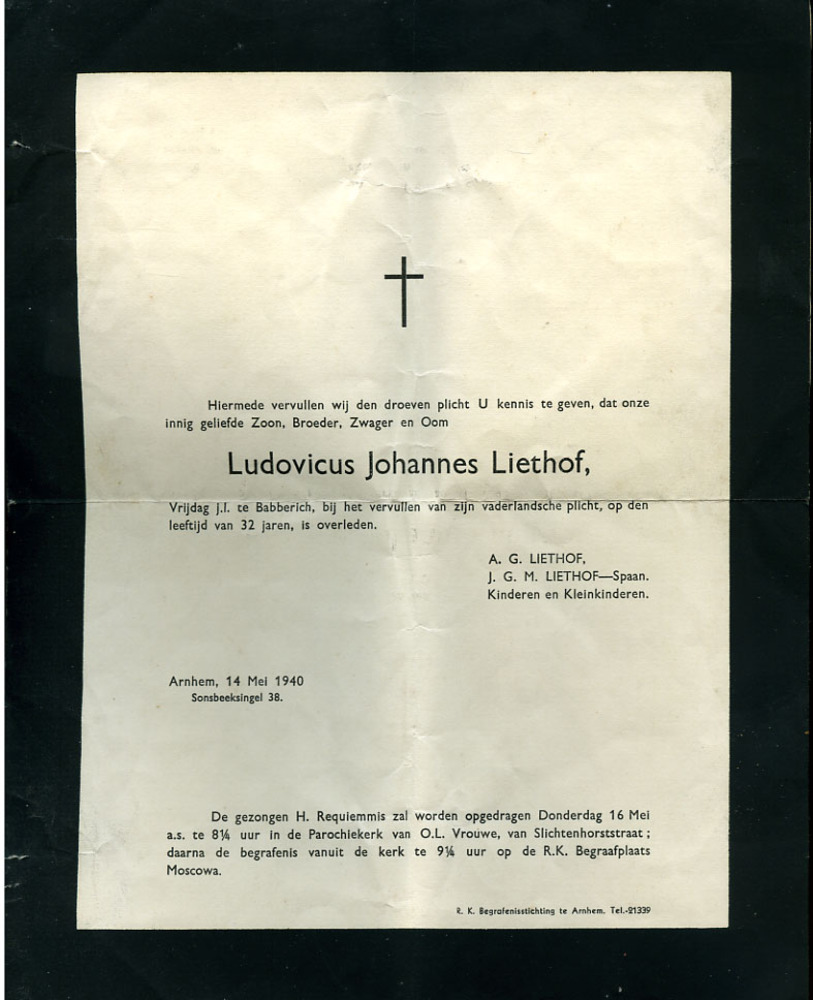 Hiermede vervullen wij den droeven plicht U kennis te geven, dat onze
innig geliefde Zoon, Broeder, Zwager en Oom
Ludovicus Johannes Liethof,
Vrijdag j.l. te Babberich, bij het vervullen van zijn vaderlandsche plicht, op den
leeftijd van 32 jaren, is overleden.
A. G. LIETHOF,
J. G. M. LIETHOF—Spaan.
Kinderen en Kleinkinderen.
Arnhem, 14 Mei 1940
Sonsbeeksingel 38.
De gezongen H. Requiemmis zal worden opgedragen Donderdag 16 Mei
a.s. te 8¼ uur in de Parochiekerk van O.L. Vrouwe, van Slichtenhorststraat;
daarna de begrafenis vanuit de kerk te 9¼ uur op de R.K. Begraafplaats
Moscowa.
R. K. Begrafenisstichting te Arnhem. Tel.-21339